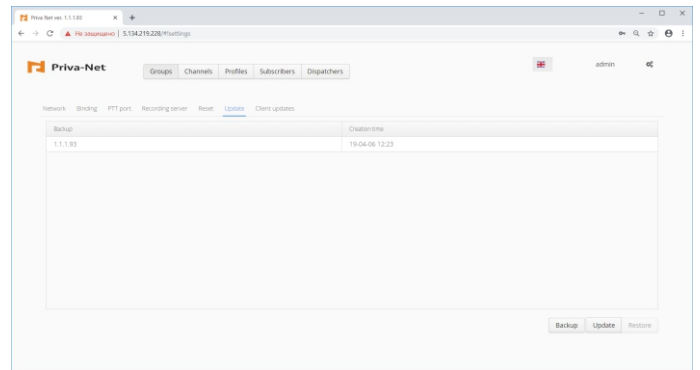 Priva Net ver. 1.1.1.93
Не защищено 5.134.219.228/#!settings
Priva-Net Groups Channels Profiles Subscribers Dispatchers admin
Network Binding PTT port Recording server Reset Update Client updates
Backup Creation time
1.1.1.93 19-04-06 12:23
Backup Update Restore